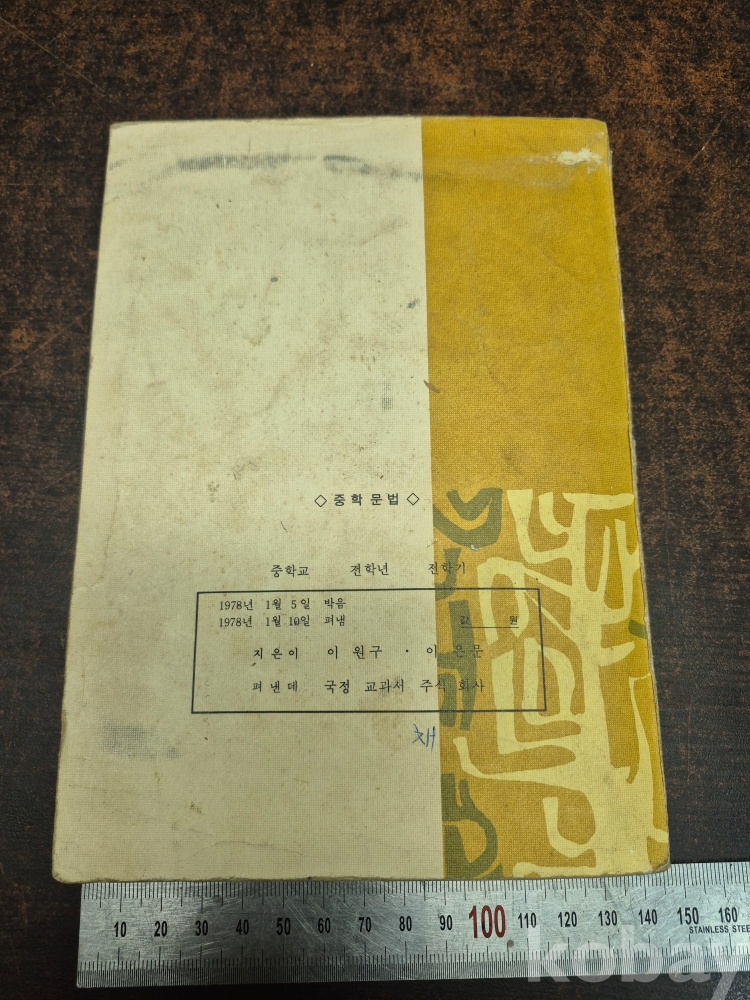 ◇ 중학 문법 ◇
중학교 전학년 전학기
1978년 1월 5일 박음
1978년 1월 10일 펴냄 값 원
지은이 이원구 · 이은문
펴낸데 국정 교과서 주식 회사
10 20 30 40 50 60 70 80 90 100 110 120 130 140 150 160
STAINLESS STEE
kobay